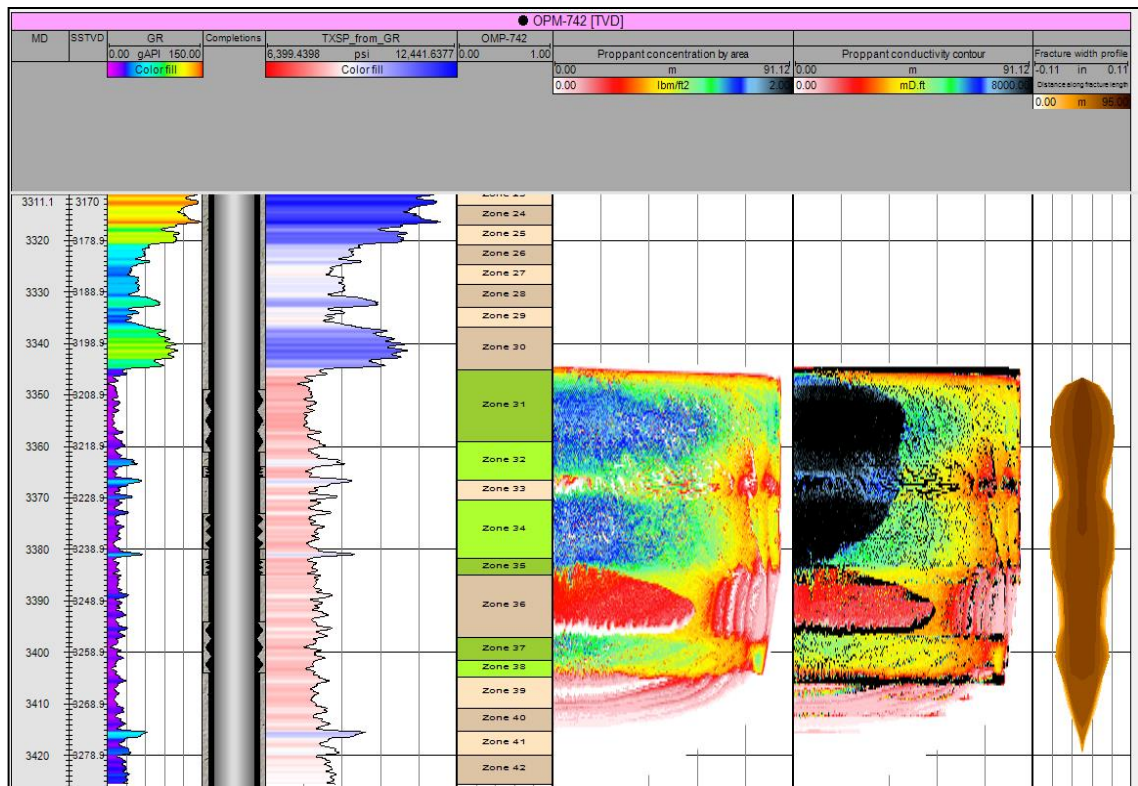 OPM-742 [TVD]
MD SSTVD GR Completions TXSP_from_GR OMP-742
0.00 gAPI 150.00 6,399.4398 psi 12,441.6377 0.00 1.00 Proppant concentration by area Proppant conductivity contour Fracture width profile
Color fill Color fill 0.00 m 91.12 0.00 m 91.12 -0.11 in 0.11
0.00 lbm/ft2 2.00 0.00 mD.ft 8000.00 Distance along fracture length
0.00 m 95.00
3311.1 3170
Zone 24
3320 3178.9 Zone 25
Zone 26
Zone 27
3330 3188.9 Zone 28
Zone 29
3340 3198.9 Zone 30
3350 3208.9 Zone 31
3360 3218.9
Zone 32
Zone 33
3370 3228.9
Zone 34
3380 3238.9
Zone 35
3390 3248.9 Zone 36
3400 3258.9 Zone 37
Zone 38
Zone 39
3410 3268.9
Zone 40
Zone 41
3420 3278.9
Zone 42